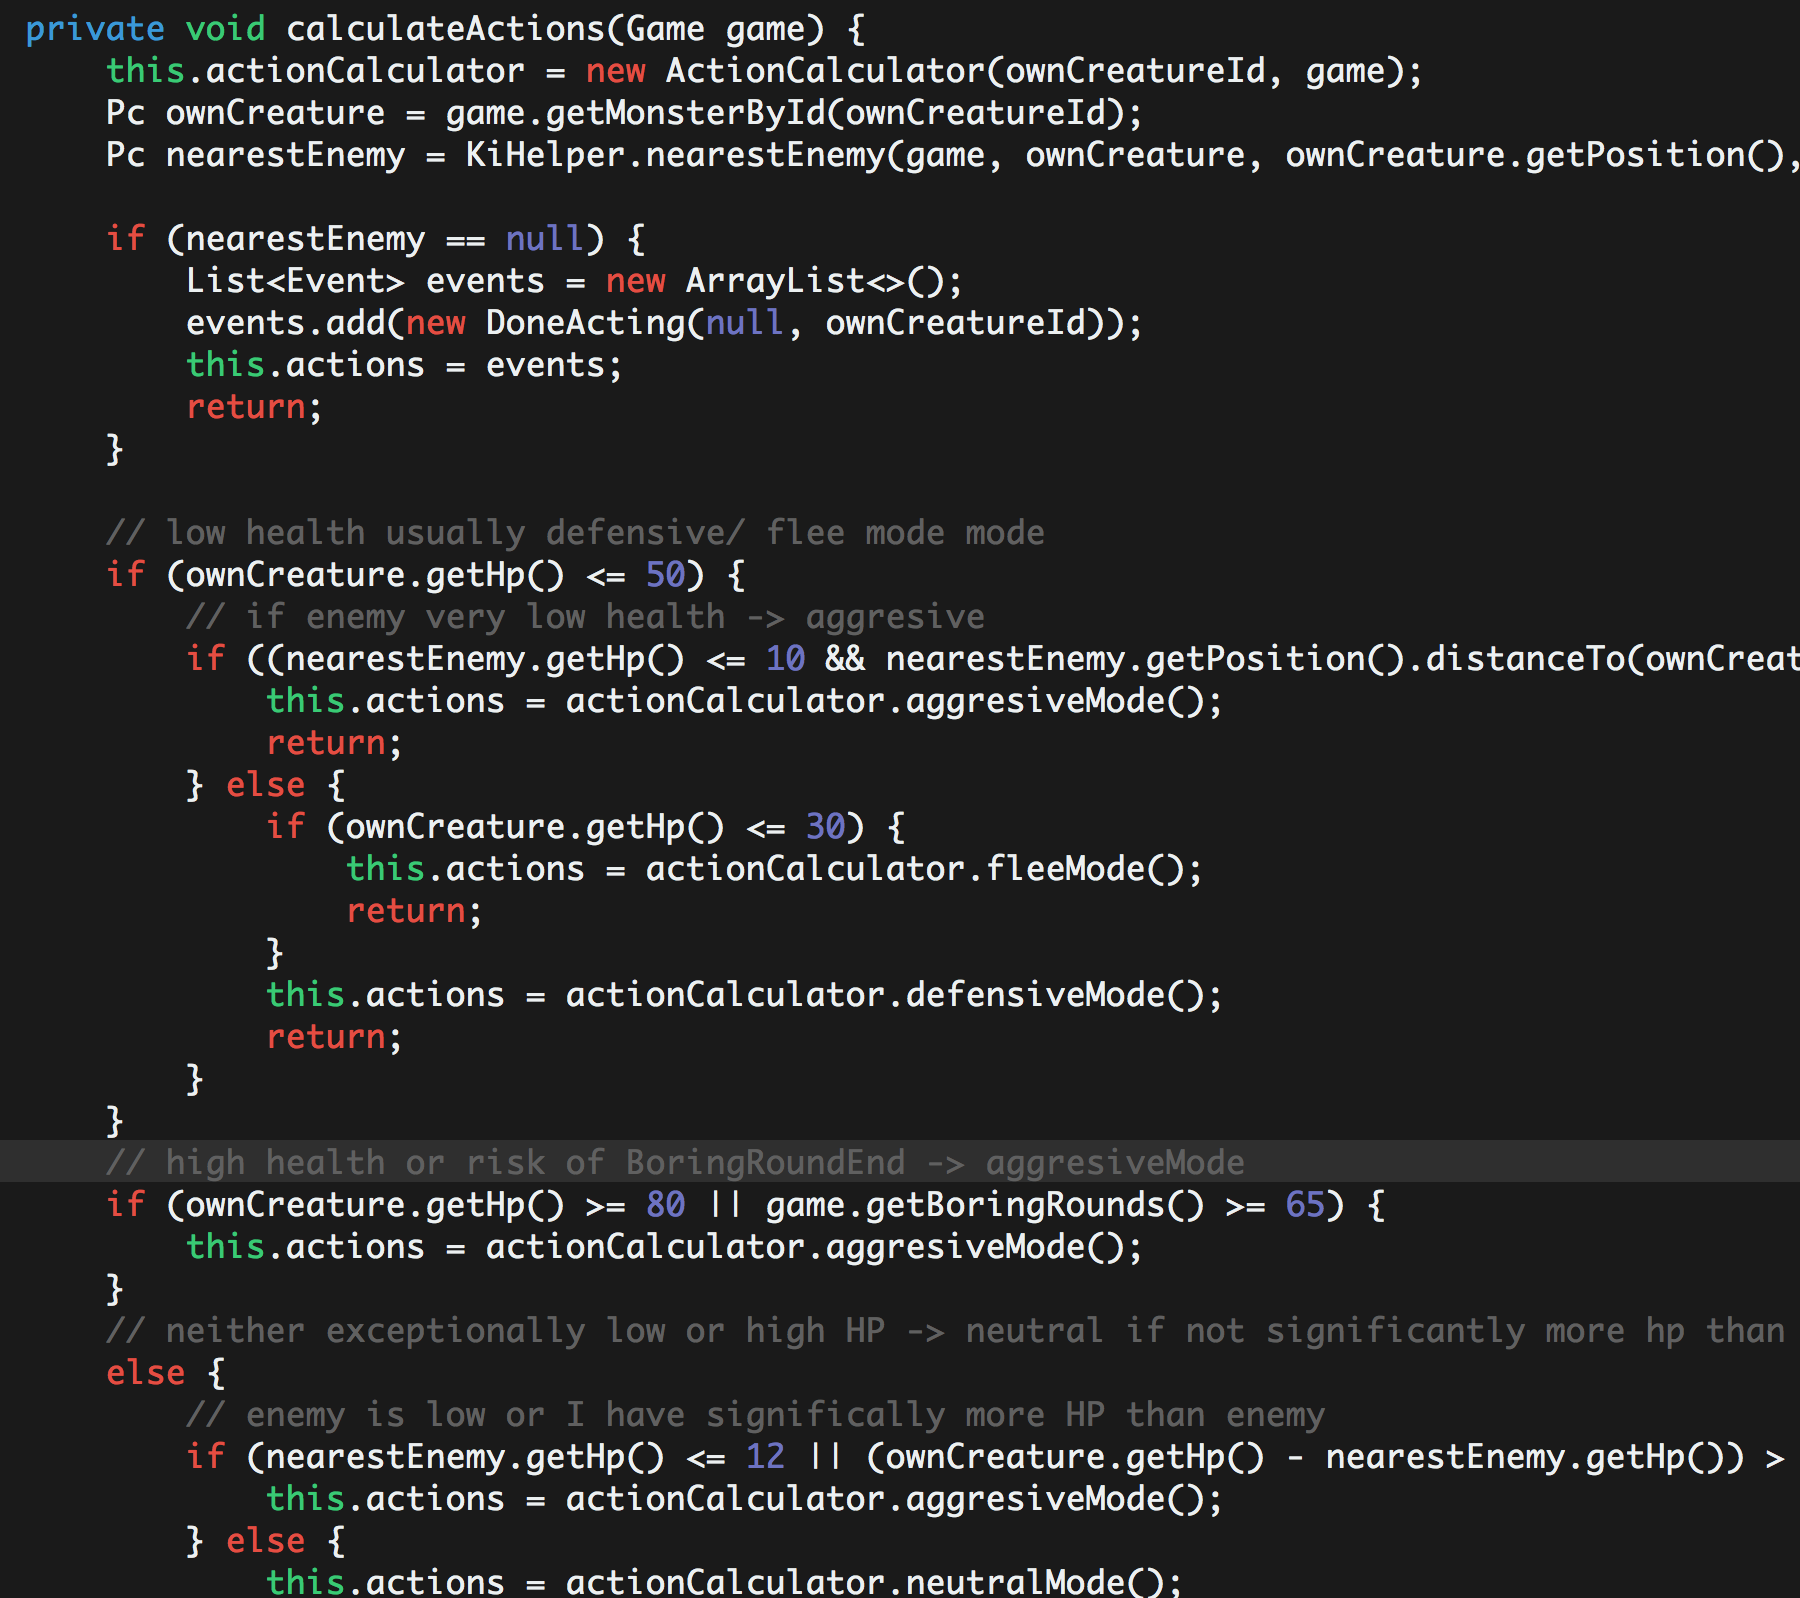 private void calculateActions(Game game) {
    this.actionCalculator = new ActionCalculator(ownCreatureId, game);
    Pc ownCreature = game.getMonsterById(ownCreatureId);
    Pc nearestEnemy = KiHelper.nearestEnemy(game, ownCreature, ownCreature.getPosition(),
    if (nearestEnemy == null) {
        List<Event> events = new ArrayList<>();
        events.add(new DoneActing(null, ownCreatureId));
        this.actions = events;
        return;
    }
    // low health usually defensive/ flee mode mode
    if (ownCreature.getHp() <= 50) {
        // if enemy very low health -> aggresive
        if ((nearestEnemy.getHp() <= 10 && nearestEnemy.getPosition().distanceTo(ownCreat
            this.actions = actionCalculator.aggresiveMode();
            return;
        } else {
            if (ownCreature.getHp() <= 30) {
                this.actions = actionCalculator.fleeMode();
                return;
            }
            this.actions = actionCalculator.defensiveMode();
            return;
        }
    }
    // high health or risk of BoringRoundEnd -> aggresiveMode
    if (ownCreature.getHp() >= 80 || game.getBoringRounds() >= 65) {
        this.actions = actionCalculator.aggresiveMode();
    }
    // neither exceptionally low or high HP -> neutral if not significantly more hp than
    else {
        // enemy is low or I have significally more HP than enemy
        if (nearestEnemy.getHp() <= 12 || (ownCreature.getHp() - nearestEnemy.getHp()) >
            this.actions = actionCalculator.aggresiveMode();
        } else {
            this.actions = actionCalculator.neutralMode();